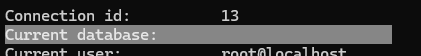 Connection id: 13
Current database:
Current user: root@localhost